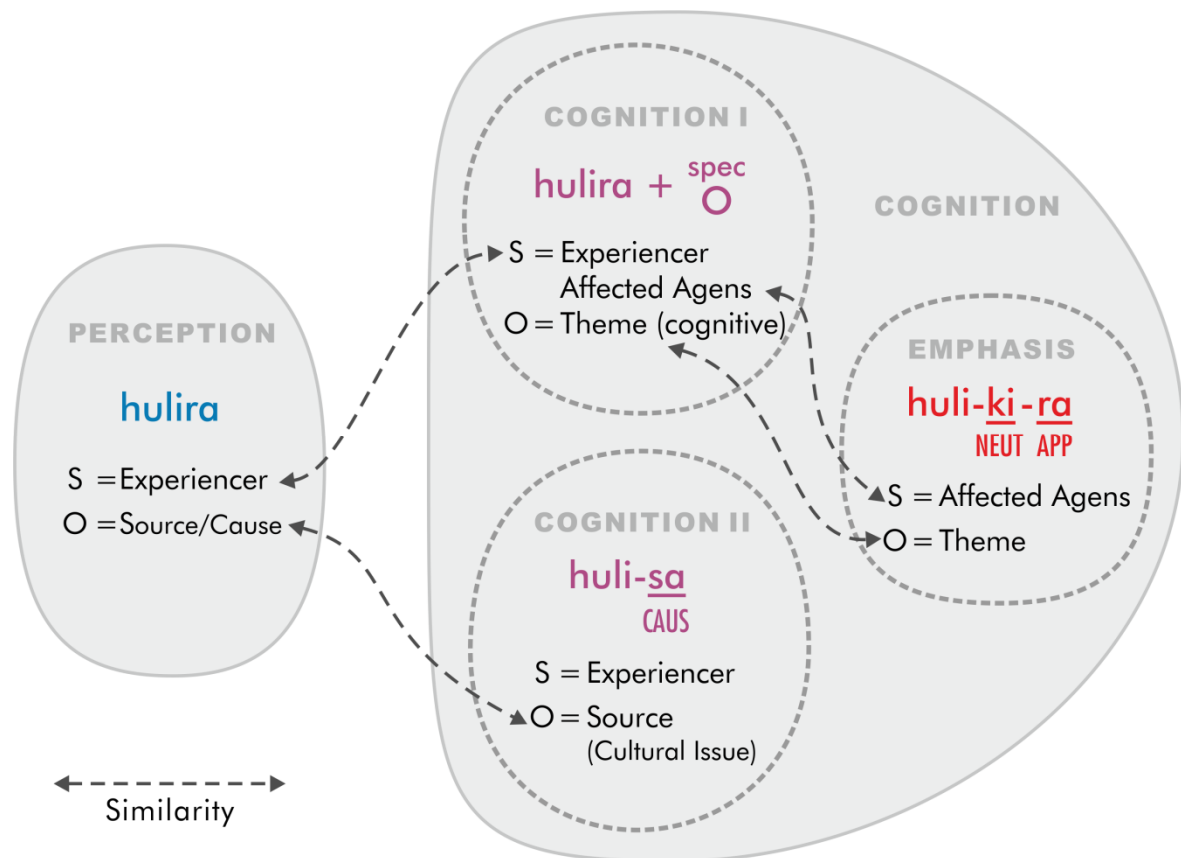 PERCEPTION
hulira
S = Experiencer
O = Source/Cause
COGNITION I
hulira + spec O
S = Experiencer
Affected Agens
O = Theme (cognitive)
COGNITION II
huli-sa
CAUS
S = Experiencer
O = Source
(Cultural Issue)
COGNITION
EMPHASIS
huli-ki-ra
NEUT APP
S = Affected Agens
O = Theme
Similarity